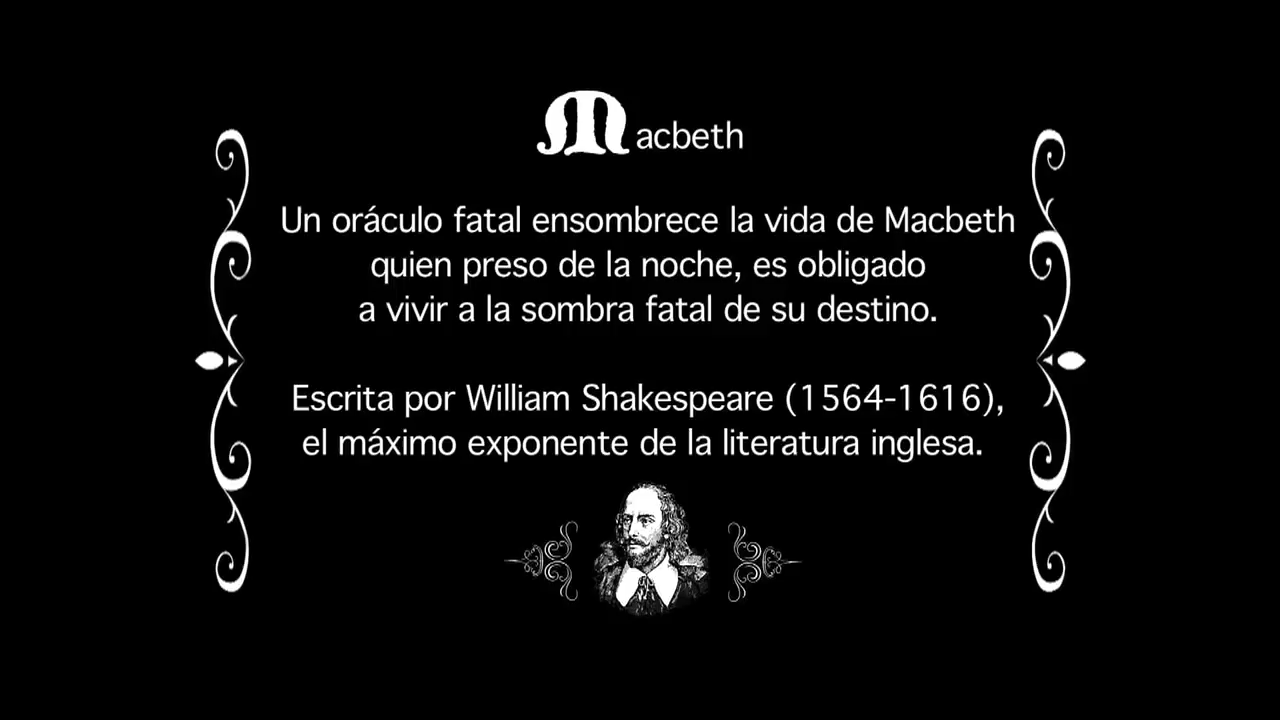 Macbeth
Un oráculo fatal ensombrece la vida de Macbeth
quien preso de la noche, es obligado
a vivir a la sombra fatal de su destino.
Escrita por William Shakespeare (1564-1616),
el máximo exponente de la literatura inglesa.